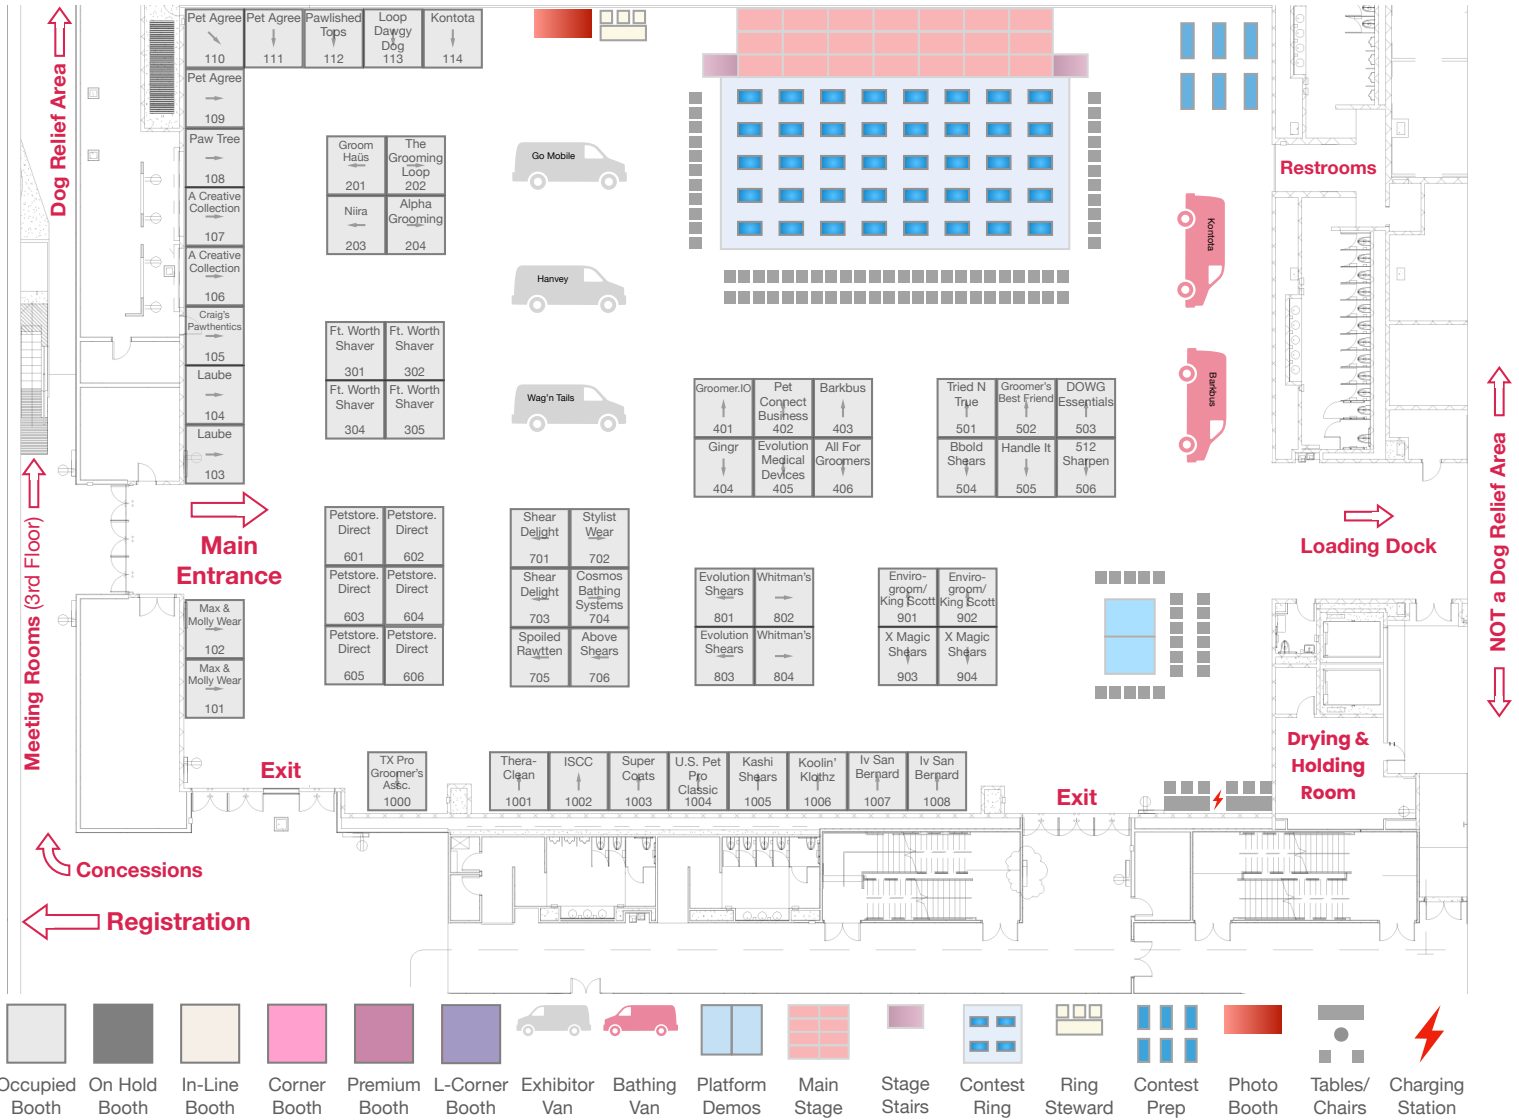 Dog Relief Area
Pet Agree
110
Pet Agree
111
Pawlished
Tops
112
Loop
Dawgy
Dog
113
Kontota
114
Pet Agree
109
Paw Tree
108
A Creative
Collection
107
A Creative
Collection
106
Craig's
Pawthentics
105
Laube
104
Laube
103
Groom
Haüs
201
The
Grooming
Loop
202
Niira
203
Alpha
Grooming
204
Go Mobile
Hanvey
Wag'n Tails
Restrooms
Kontota
Barkbus
Ft. Worth
Shaver
301
Ft. Worth
Shaver
302
Ft. Worth
Shaver
304
Ft. Worth
Shaver
305
Groomer.IO
401
Pet
Connect
Business
402
Barkbus
403
Gingr
404
Evolution
Medical
Devices
405
All For
Groomers
406
Tried N
True
501
Groomer's
Best Friend
502
DOWG
Essentials
503
Bbold
Shears
504
Handle It
505
512
Sharpen
506
NOT a Dog Relief Area
Meeting Rooms (3rd Floor)
Main
Entrance
Loading Dock
Petstore.
Direct
601
Petstore.
Direct
602
Petstore.
Direct
603
Petstore.
Direct
604
Petstore.
Direct
605
Petstore.
Direct
606
Shear
Delight
701
Stylist
Wear
702
Shear
Delight
703
Cosmos
Bathing
Systems
704
Spoiled
Rawtten
705
Above
Shears
706
Evolution
Shears
801
Whitman's
802
Evolution
Shears
803
Whitman's
804
Enviro-
groom/
King Scott
901
Enviro-
groom/
King Scott
902
X Magic
Shears
903
X Magic
Shears
904
Max &
Molly Wear
102
Max &
Molly Wear
101
Exit
TX Pro
Groomer's
Assc.
1000
Thera-
Clean
1001
ISCC
1002
Super
Coats
1003
U.S. Pet
Pro
Classic
1004
Kashi
Shears
1005
Koolin'
Klothz
1006
Iv San
Bernard
1007
Iv San
Bernard
1008
Exit
Drying &
Holding
Room
Concessions
Registration
Occupied
Booth
On Hold
Booth
In-Line
Booth
Corner
Booth
Premium
Booth
L-Corner
Booth
Exhibitor
Van
Bathing
Van
Platform
Demos
Main
Stage
Stage
Stairs
Contest
Ring
Ring
Steward
Contest
Prep
Photo
Booth
Tables/
Chairs
Charging
Station